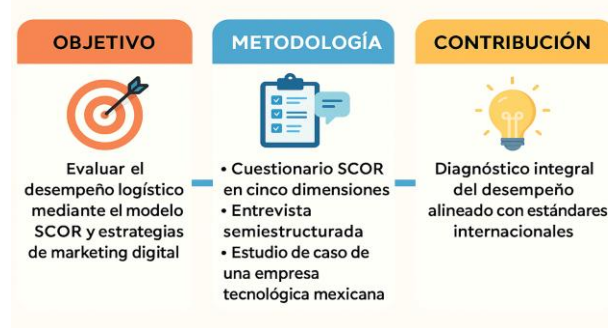 OBJETIVO
Evaluar el
desempeño logístico
mediante el modelo
SCOR y estrategias
de marketing digital
METODOLOGÍA
• Cuestionario SCOR
en cinco dimensiones
• Entrevista
semiestructurada
• Estudio de caso de
una empresa
tecnológica mexicana
CONTRIBUCIÓN
Diagnóstico integral
del desempeño
alineado con estándares
internacionales